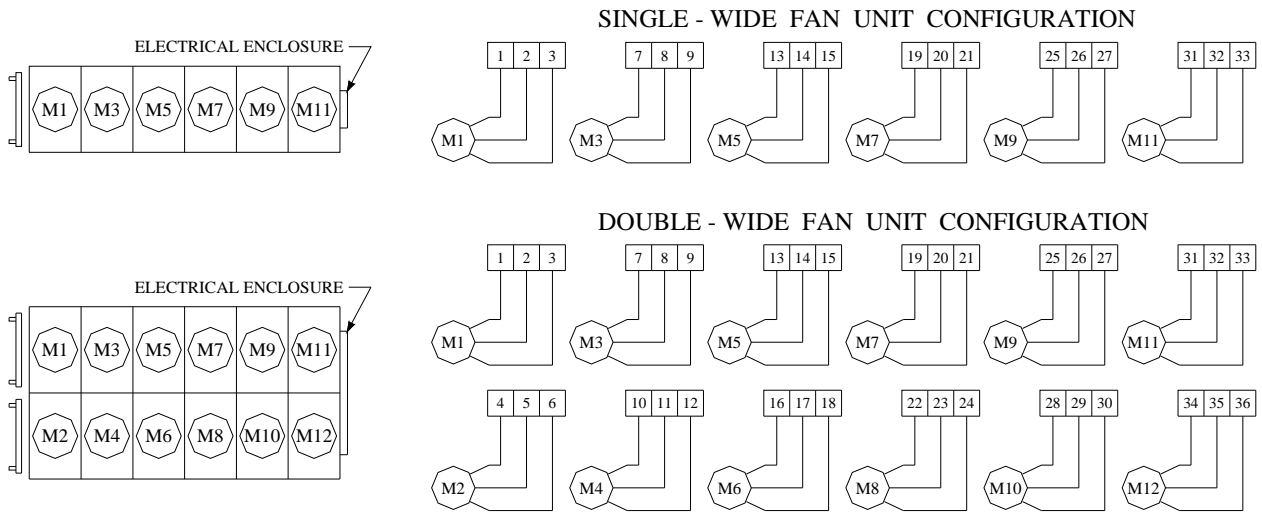 SINGLE - WIDE FAN UNIT CONFIGURATION
ELECTRICAL ENCLOSURE
1 2 3 7 8 9 13 14 15 19 20 21 25 26 27 31 32 33
M1 M3 M5 M7 M9 M11
M1 M3 M5 M7 M9 M11
DOUBLE - WIDE FAN UNIT CONFIGURATION
1 2 3 7 8 9 13 14 15 19 20 21 25 26 27 31 32 33
ELECTRICAL ENCLOSURE
M1 M3 M5 M7 M9 M11
M1 M3 M5 M7 M9 M11
4 5 6 10 11 12 16 17 18 22 23 24 28 29 30 34 35 36
M2 M4 M6 M8 M10 M12
M2 M4 M6 M8 M10 M12